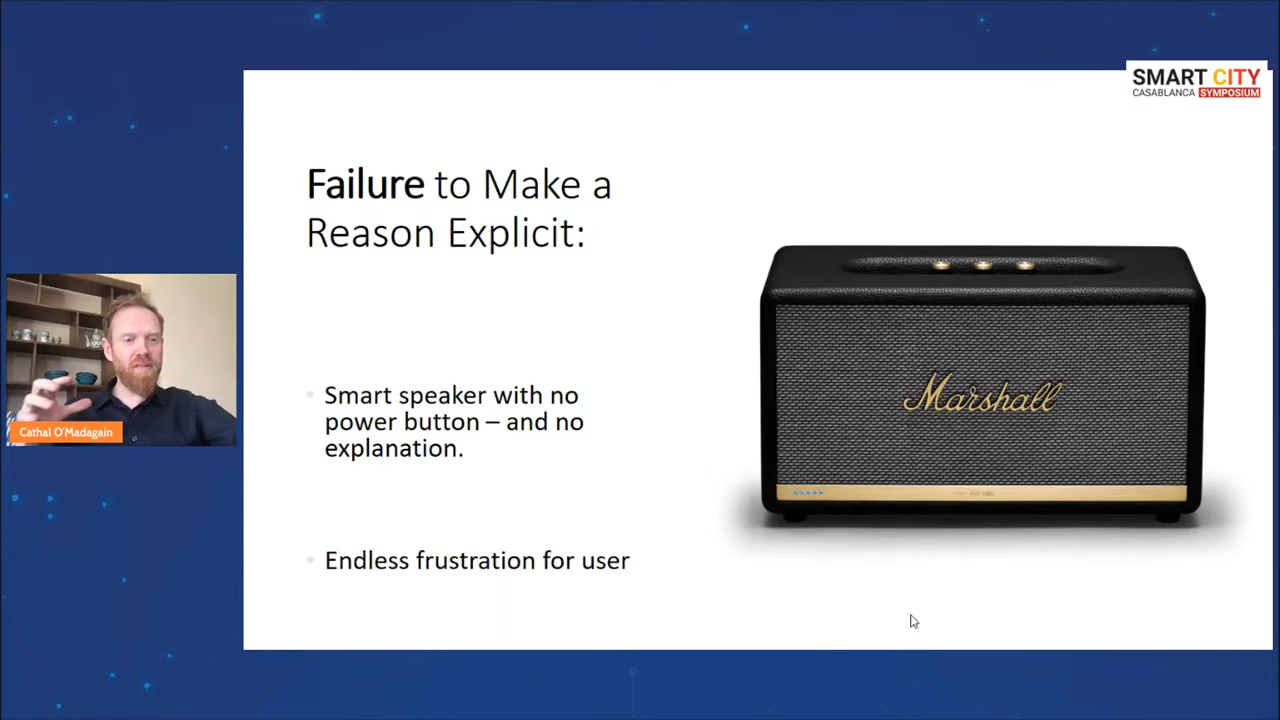 SMART CITY
CASABLANCA SYMPOSIUM
Failure to Make a
Reason Explicit:
Smart speaker with no
power button – and no
explanation.
Endless frustration for user
Marshall
Cathal O'Madagain